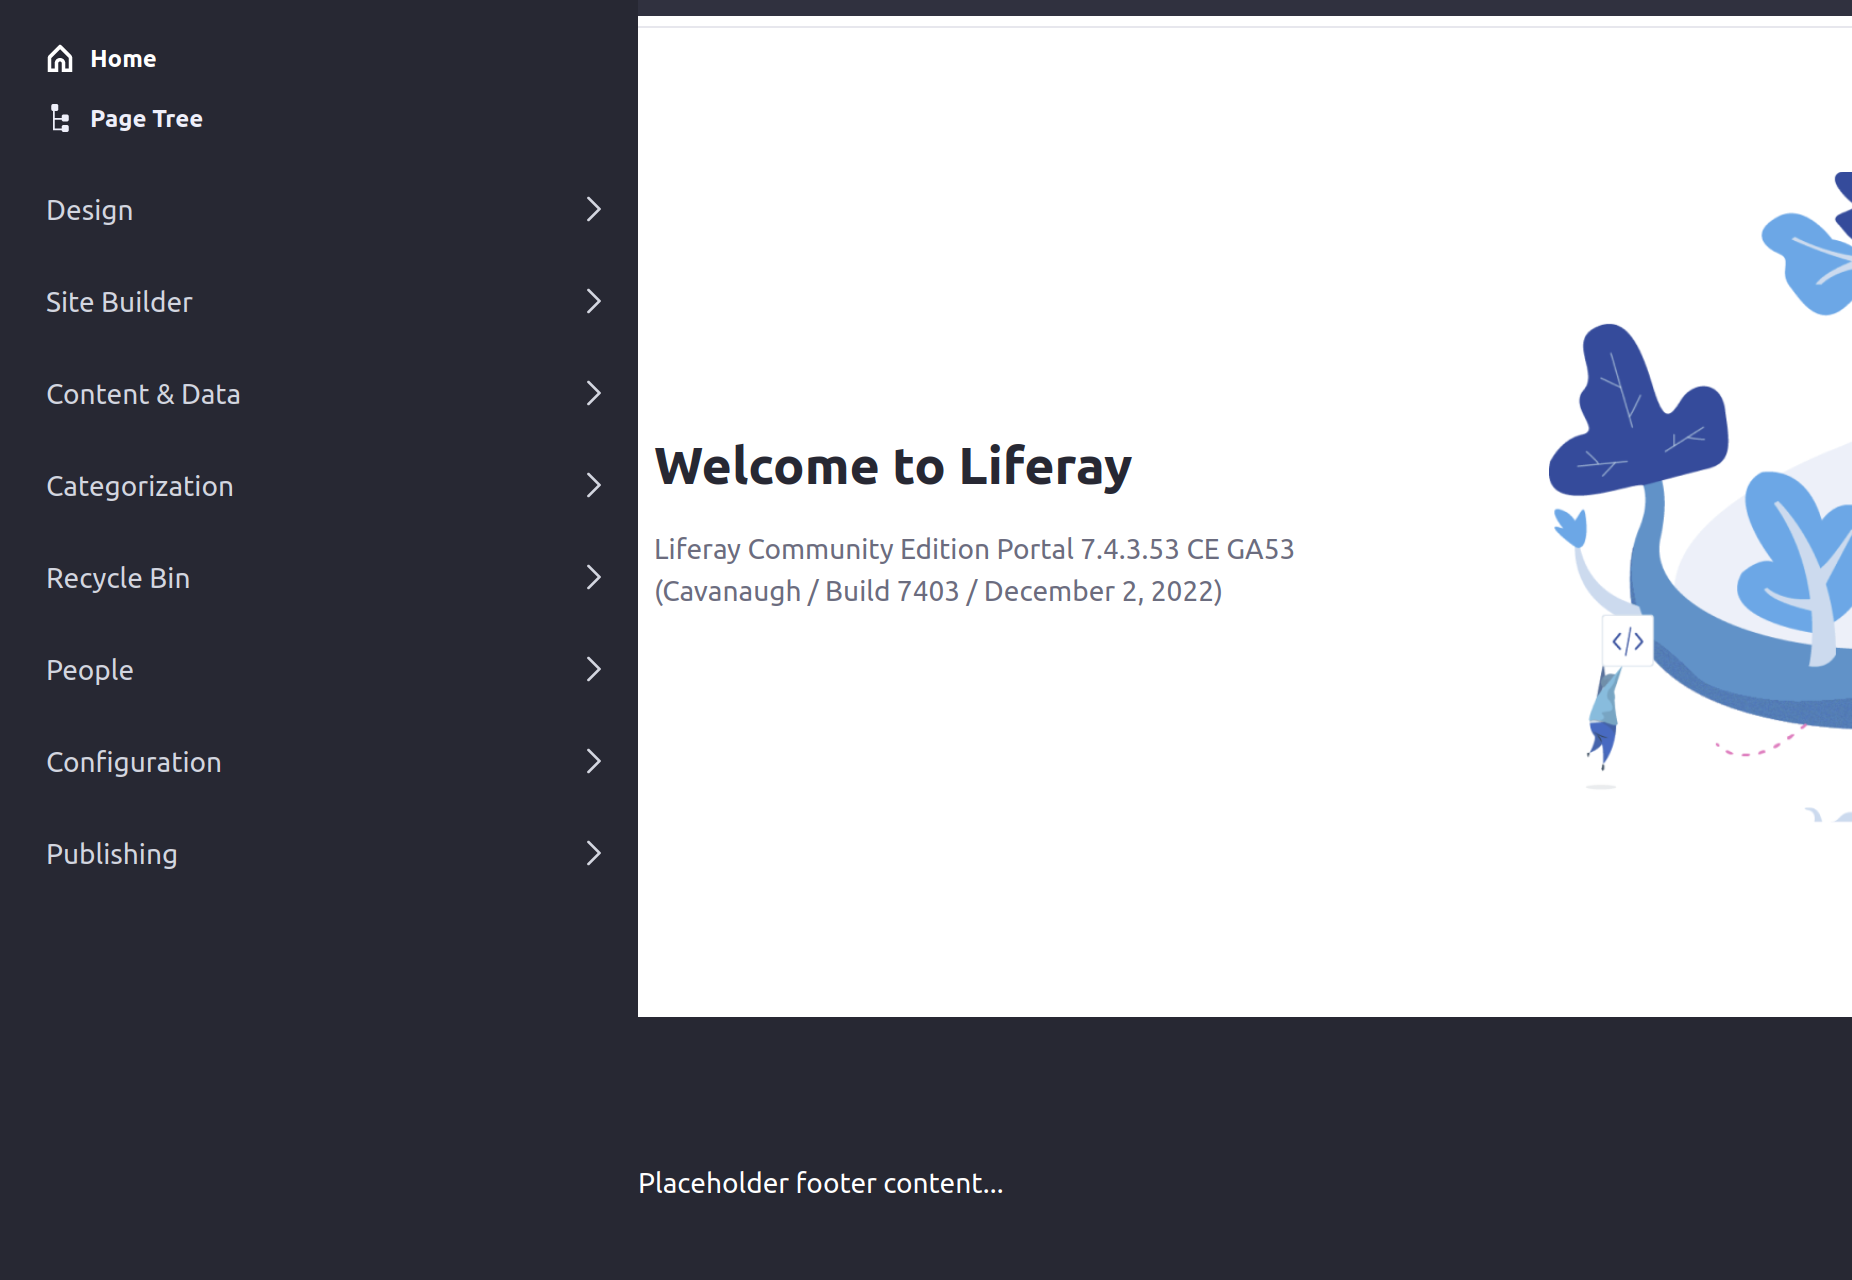 Home
Page Tree
Design
Site Builder
Content & Data
Categorization
Recycle Bin
People
Configuration
Publishing
Welcome to Liferay
Liferay Community Edition Portal 7.4.3.53 CE GA53
(Cavanaugh / Build 7403 / December 2, 2022)
</>
Placeholder footer content...